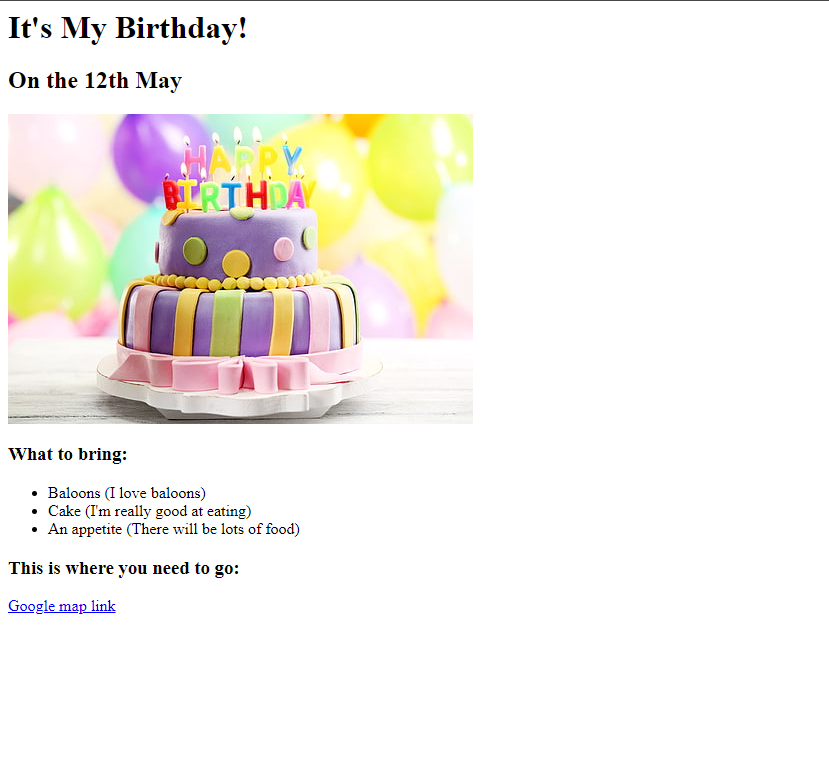 It's My Birthday!
On the 12th May
HAPPY
BIRTHDAY
What to bring:
Baloons (I love baloons)
Cake (I'm really good at eating)
An appetite (There will be lots of food)
This is where you need to go:
Google map link